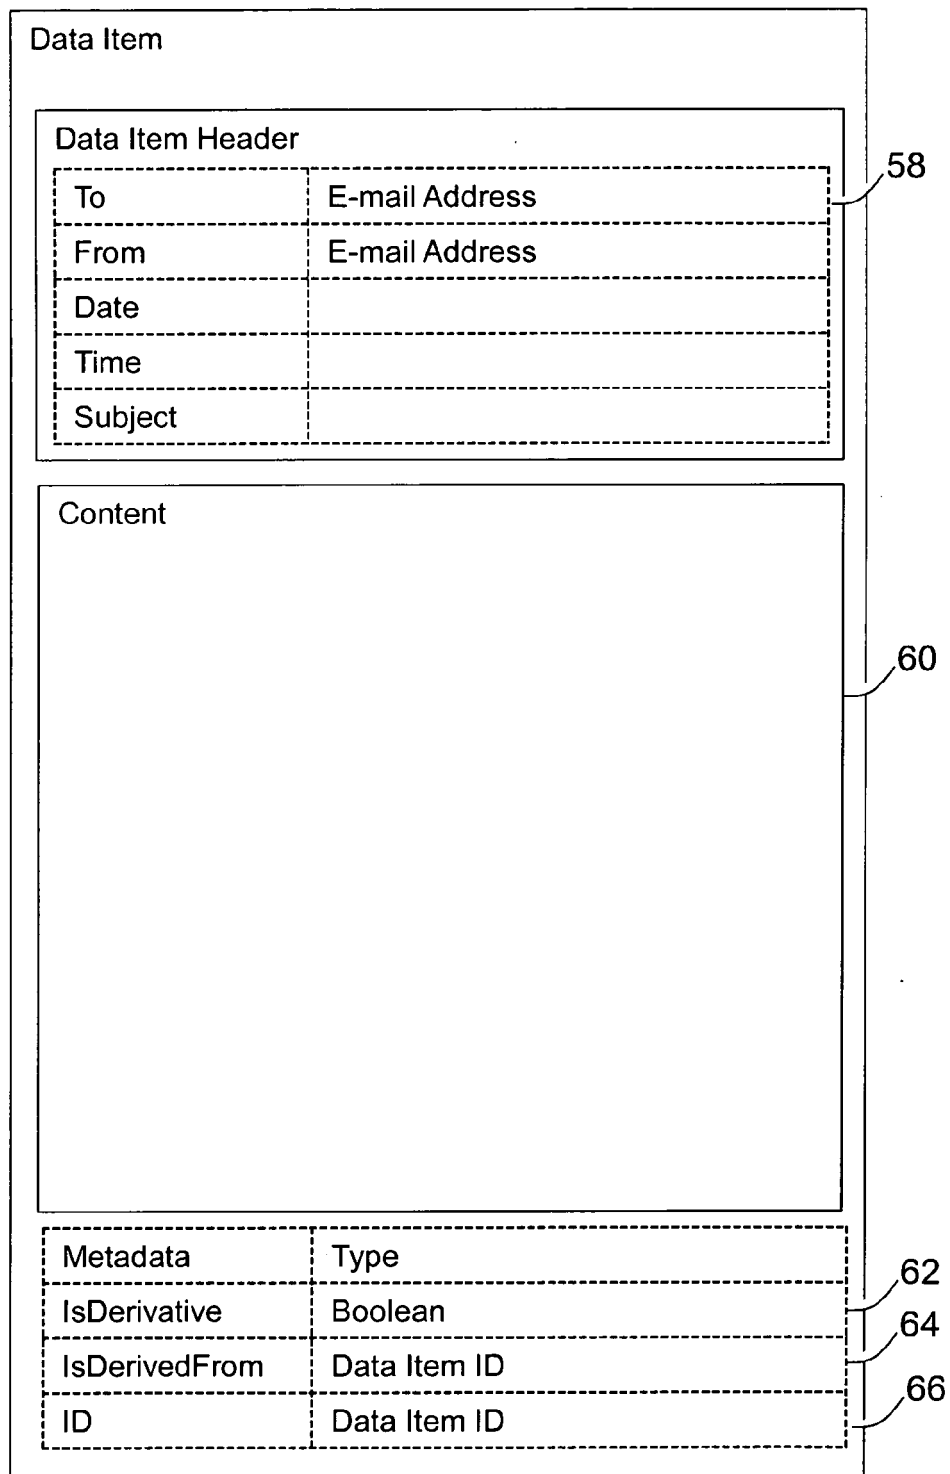 Data Item
Data Item Header
To E-mail Address 58
From E-mail Address
Date
Time
Subject
Content
60
Metadata Type
IsDerivative Boolean 62
IsDerivedFrom Data Item ID 64
ID Data Item ID 66